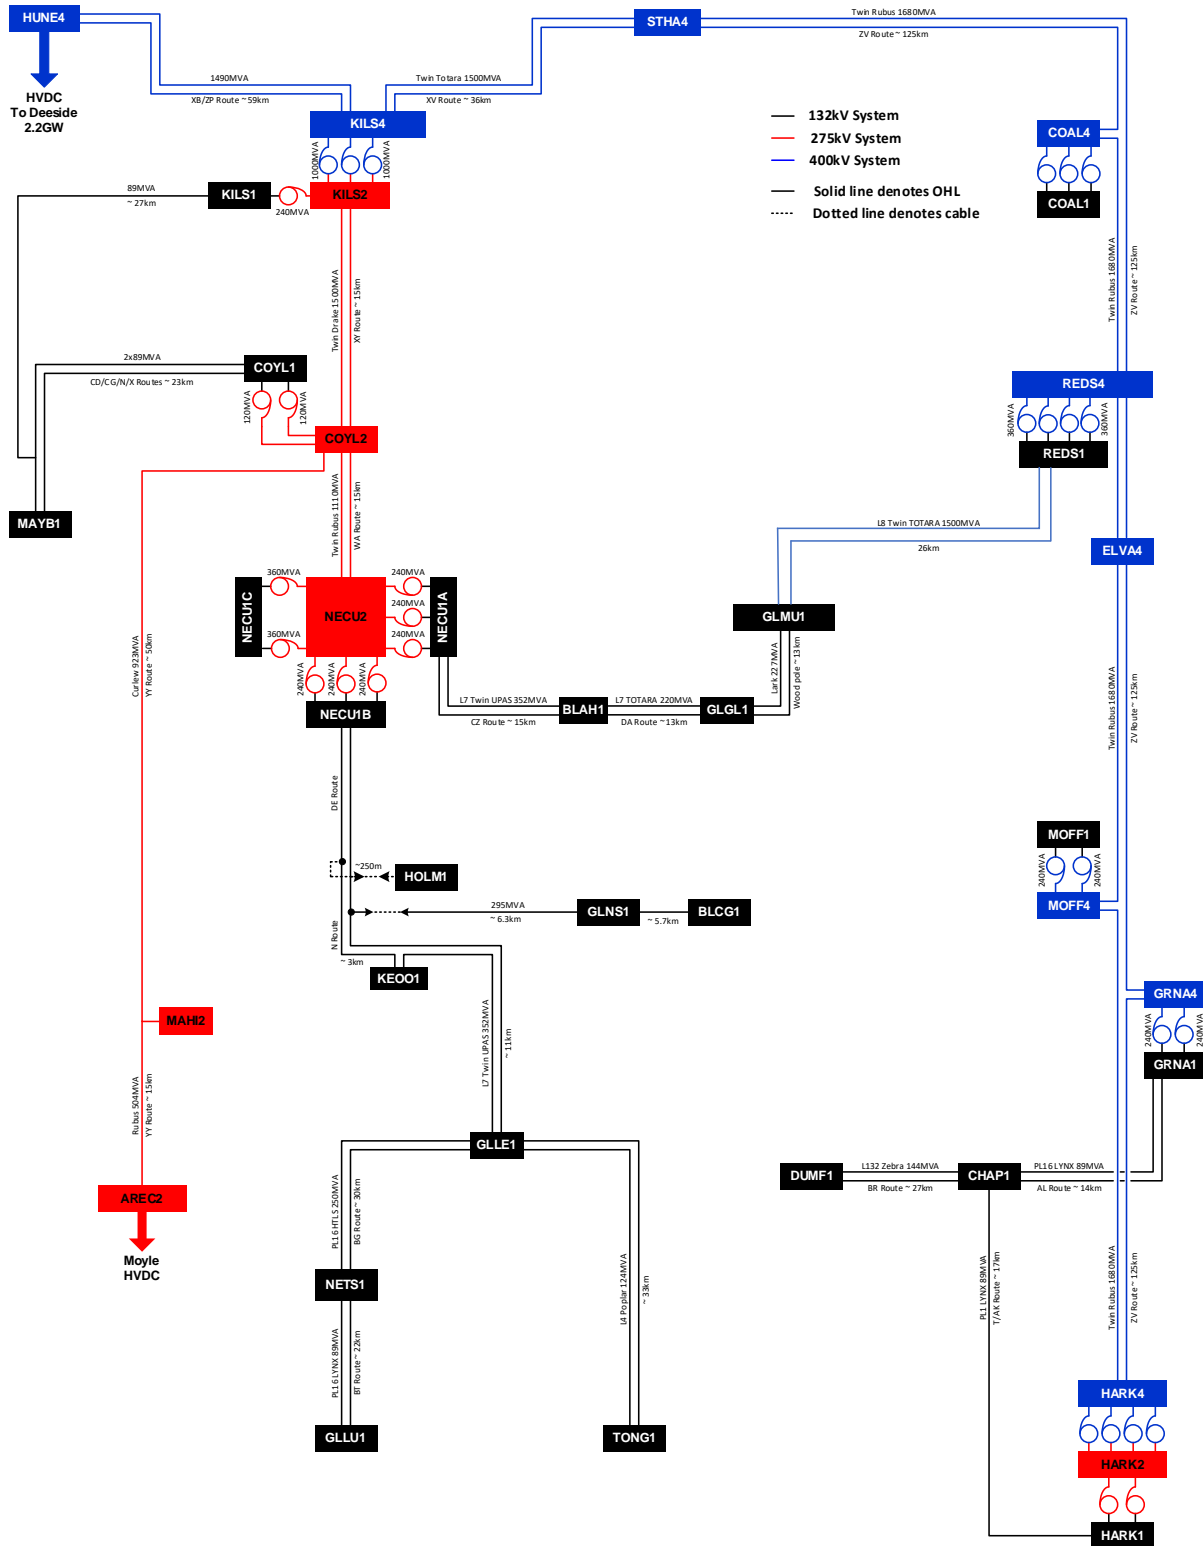 HUNE4
HVDC
To Deeside
2.2GW
1490MVA
XB/ZP Route ~ 59km
KILS4
1000MVA
1000MVA
KILS2
KILS1
240MVA
89MVA
~ 27km
Twin Totara 1500MVA
XV Route ~ 36km
STHA4
Twin Rubus 1680MVA
ZV Route ~ 125km
132kV System
275kV System
400kV System
Solid line denotes OHL
Dotted line denotes cable
COAL4
COAL1
Twin Rubus 1680MVA
ZV Route ~ 125km
Twin Drake 1500MVA
XY Route ~ 15km
2x89MVA
CD/CG/N/X Routes ~ 23km
COYL1
120MVA
120MVA
COYL2
MAYB1
Twin Rubus 1110MVA
WA Route ~ 15km
REDS4
360MVA
360MVA
REDS1
L8 Twin TOTARA 1500MVA
26km
ELVA4
NECU1C
360MVA
360MVA
NECU2
240MVA
240MVA
240MVA
NECU1A
240MVA
240MVA
240MVA
NECU1B
GLMU1
Lark 227MVA
Wood pole ~ 13km
L7 Twin UPAS 352MVA
CZ Route ~ 15km
BLAH1
L7 TOTARA 220MVA
DA Route ~13km
GLGL1
Curlew 923MVA
YY Route ~ 50km
Twin Rubus 1680MVA
ZV Route ~ 125km
DE Route
~250m
HOLM1
295MVA
~ 6.3km
GLNS1
~ 5.7km
BLCG1
N Route
~ 3km
KEOO1
MOFF1
240MVA
240MVA
MOFF4
GRNA4
240MVA
240MVA
GRNA1
MAHI2
Rubus 504MVA
YY Route ~ 15km
AREC2
Moyle
HVDC
L7 Twin UPAS 352MVA
~ 11km
GLLE1
PL16 HTLS 250MVA
BG Route ~ 30km
NETS1
PL16 LYNX 89MVA
BT Route ~ 22km
GLLU1
L4 Poplar 124MVA
~ 33km
TONG1
DUMF1
L132 Zebra 144MVA
BR Route ~ 27km
CHAP1
PL16 LYNX 89MVA
AL Route ~ 14km
PL1 LYNX 89MVA
T/AK Route ~ 17km
Twin Rubus 1680MVA
ZV Route ~ 125km
HARK4
HARK2
HARK1